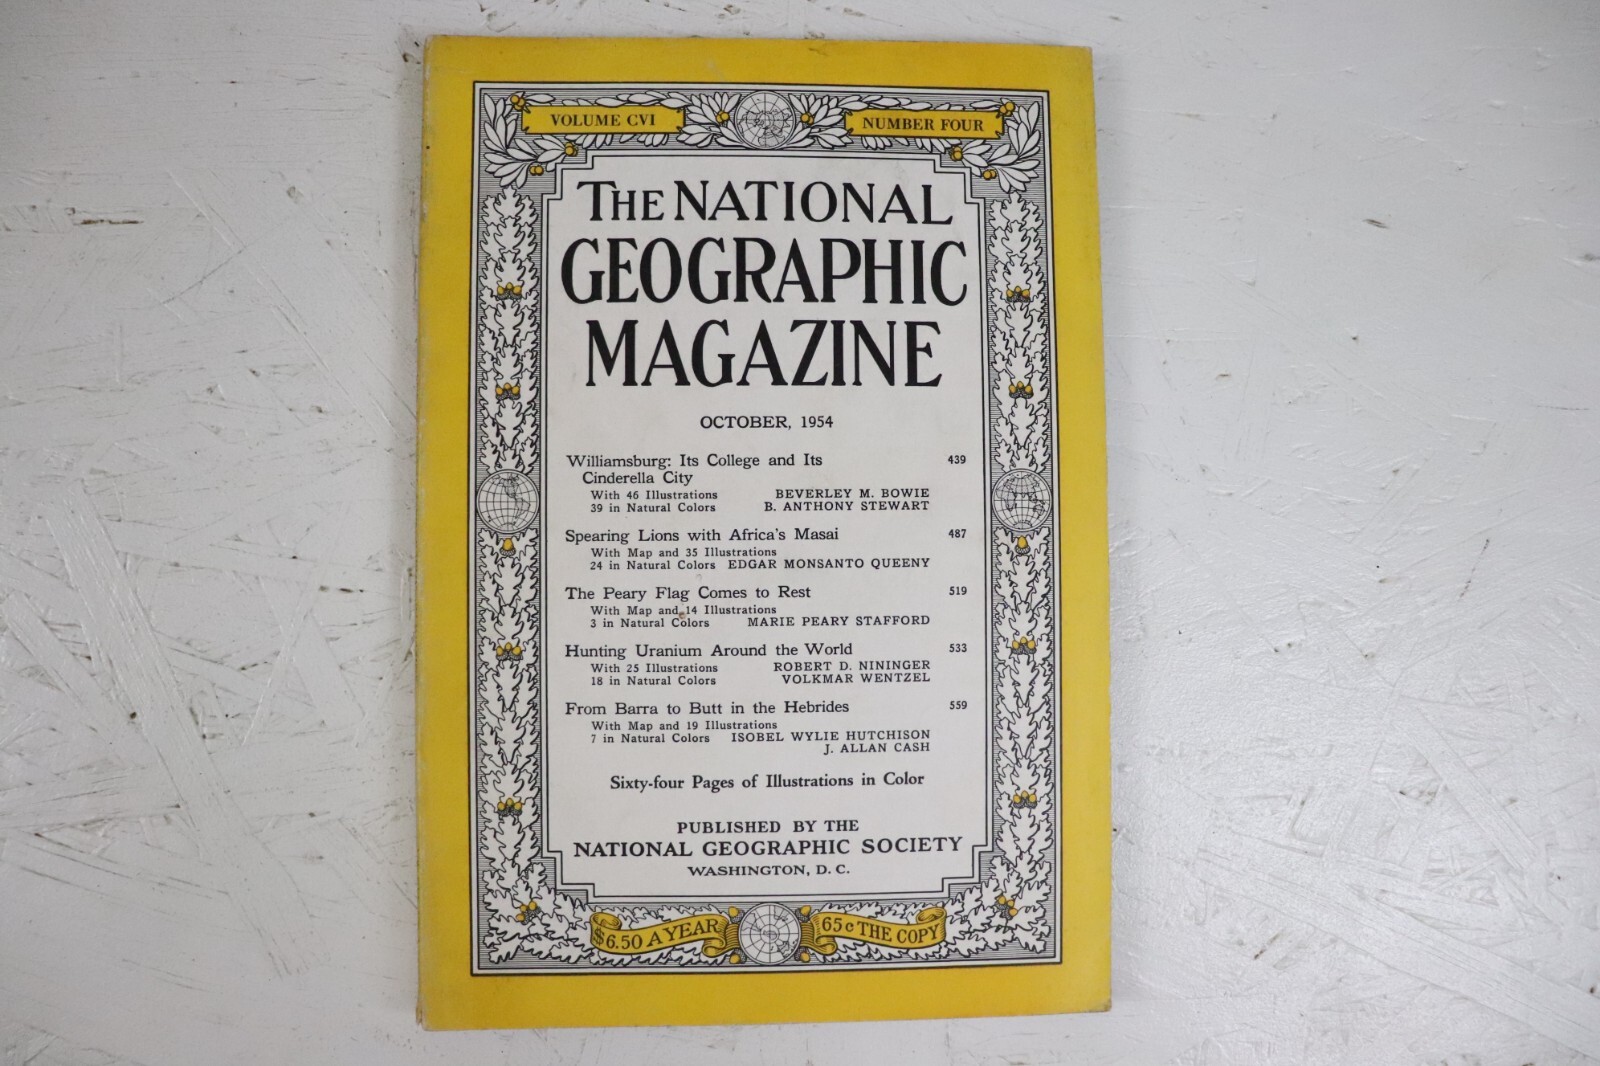 VOLUME CVI
NUMBER FOUR
THE NATIONAL
GEOGRAPHIC
MAGAZINE
OCTOBER, 1954
Williamsburg: Its College and Its 439
Cinderella City
With 46 Illustrations BEVERLEY M. BOWIE
39 in Natural Colors B. ANTHONY STEWART
Spearing Lions with Africa's Masai 487
With Map and 35 Illustrations
24 in Natural Colors EDGAR MONSANTO QUEENY
The Peary Flag Comes to Rest 519
With Map and 14 Illustrations
3 in Natural Colors MARIE PEARY STAFFORD
Hunting Uranium Around the World 533
With 25 Illustrations ROBERT D. NININGER
18 in Natural Colors VOLKMAR WENTZEL
From Barra to Butt in the Hebrides 559
With Map and 19 Illustrations
7 in Natural Colors ISOBEL WYLIE HUTCHISON
J. ALLAN CASH
Sixty-four Pages of Illustrations in Color
PUBLISHED BY THE
NATIONAL GEOGRAPHIC SOCIETY
WASHINGTON, D. C.
$6.50 A YEAR
65c THE COPY